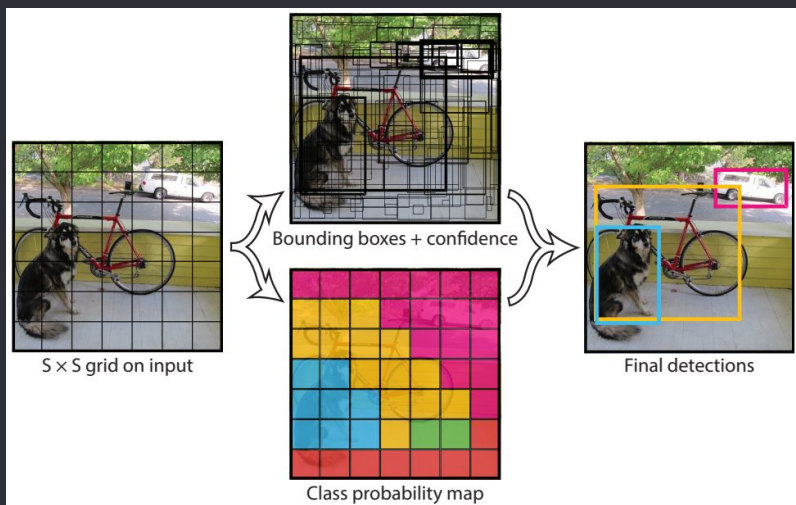 S × S grid on input
Bounding boxes + confidence
Class probability map
Final detections